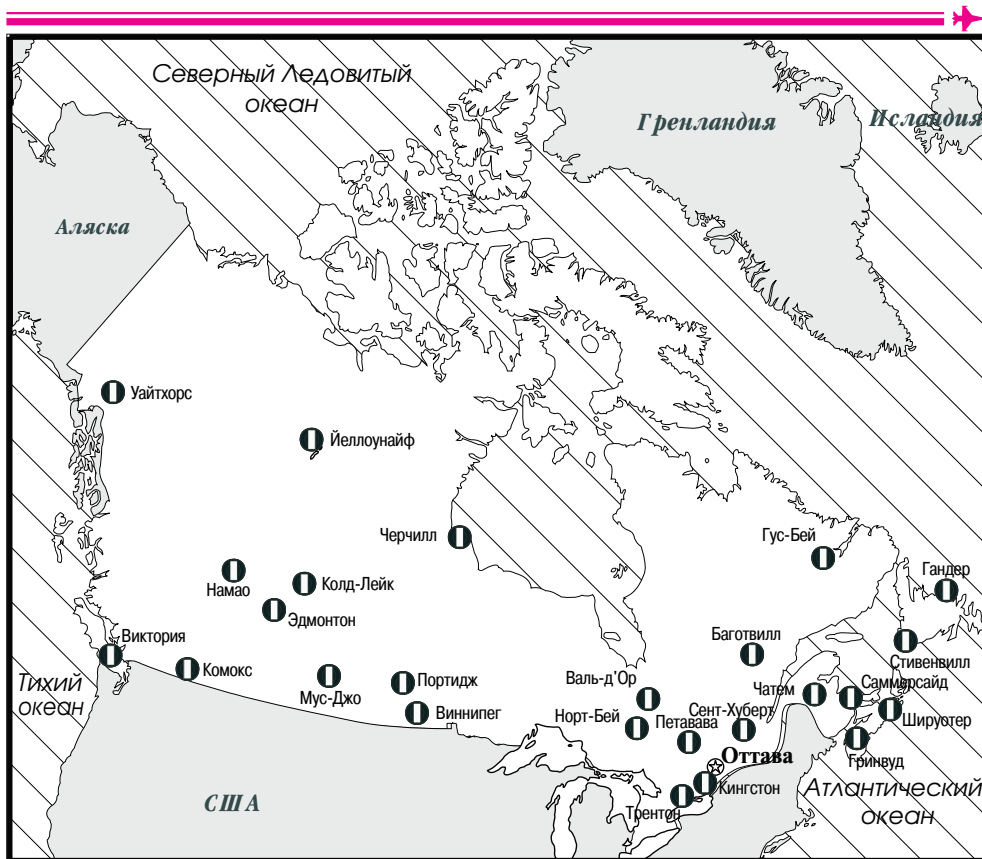 Северный Ледовитый
океан
Гренландия
Исландия
Аляска
Уайтхорс
Йеллоунайф
Черчилл
Гус-Бей
Гандер
Намао
Колд-Лейк
Эдмонтон
Виктория
Комокс
Мус-Джо
Портидж
Виннипег
Тихий
океан
Баготвилл
Стивенвилл
Валь-д'Ор
Чатем
Саммерсайд
Норт-Бей
Петавава
Сент-Хуберт
Шируотер
Гринвуд
Оттава
Кингстон
Трентон
США
Атлантический
океан